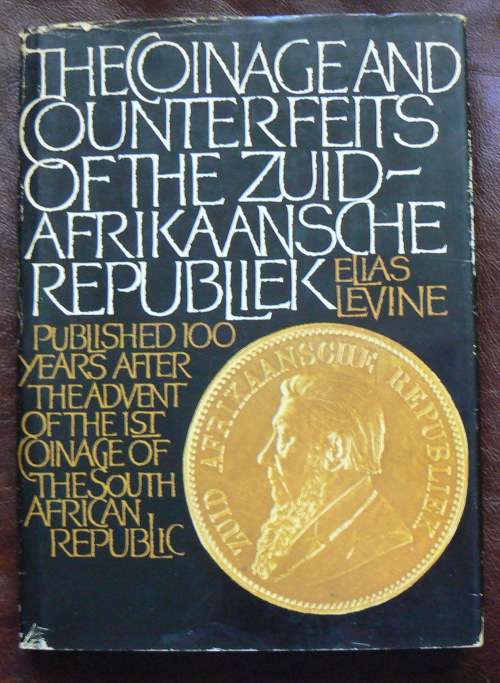 THE COINAGE AND
COUNTERFEITS
OF THE ZUID-
AFRIKAANSCHE
REPUBLIEK
ELIAS
LEVINE
PUBLISHED 100
YEARS AFTER
THE ADVENT
OF THE 1ST
COINAGE OF
THE SOUTH
AFRICAN
REPUBLIC
ZUID AFRIKAANSCHE REPUBLIEK